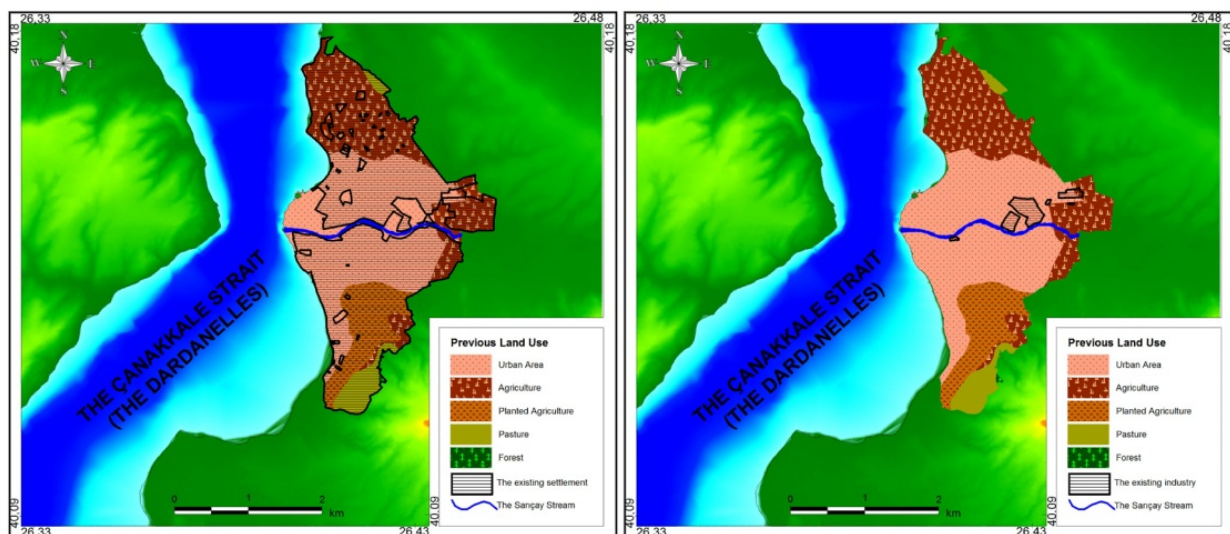 26,33
26,48
40,18
40,18
N
W E
S
THE ÇANAKKALE STRAIT
(THE DARDANELLES)
Previous Land Use
Urban Area
Agriculture
Planted Agriculture
Pasture
Forest
The existing settlement
The Sarıçay Stream
0 1 2
km
40,09
40,09
26,33
26,43
26,33
26,48
40,18
40,18
N
W E
S
THE ÇANAKKALE STRAIT
(THE DARDANELLES)
Previous Land Use
Urban Area
Agriculture
Planted Agriculture
Pasture
Forest
The existing industry
The Sarıçay Stream
0 1 2
km
40,09
40,09
26,33
26,43